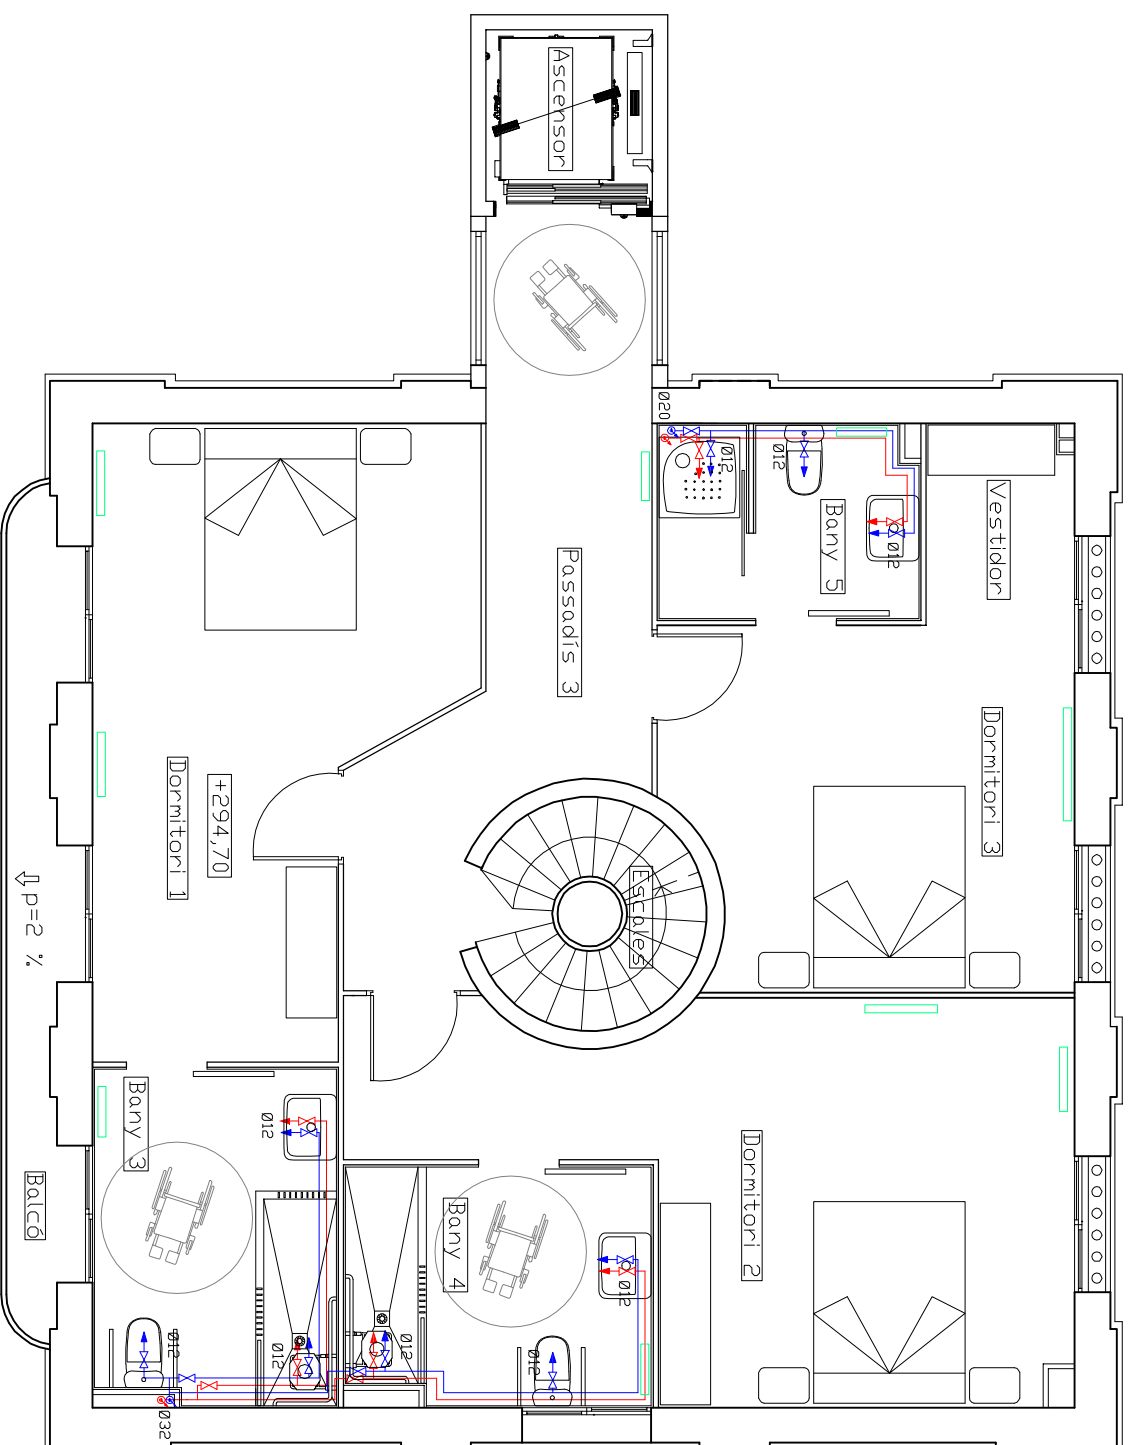 Ascensor
Ø20
Ø12
Ø12
Bany 5
Ø12
Vestidor
Passadís 3
Dormitori 3
Dormitori 1
+294,70
Escales
p=2 %
Bany 3
Ø12
Balcó
Dormitori 2
Bany 4
Ø12
Ø12
Ø12
Ø12
Ø12
Ø32